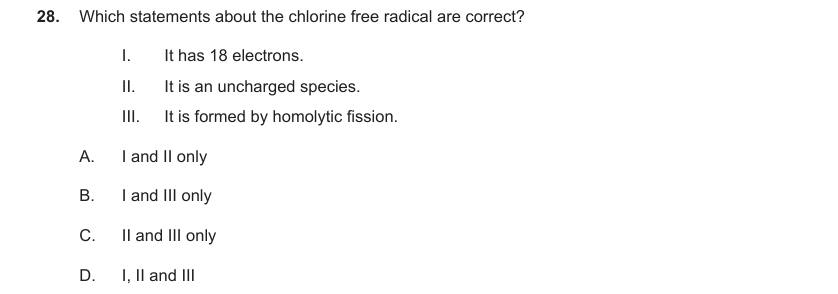 28. Which statements about the chlorine free radical are correct?
I. It has 18 electrons.
II. It is an uncharged species.
III. It is formed by homolytic fission.
A. I and II only
B. I and III only
C. II and III only
D. I, II and III